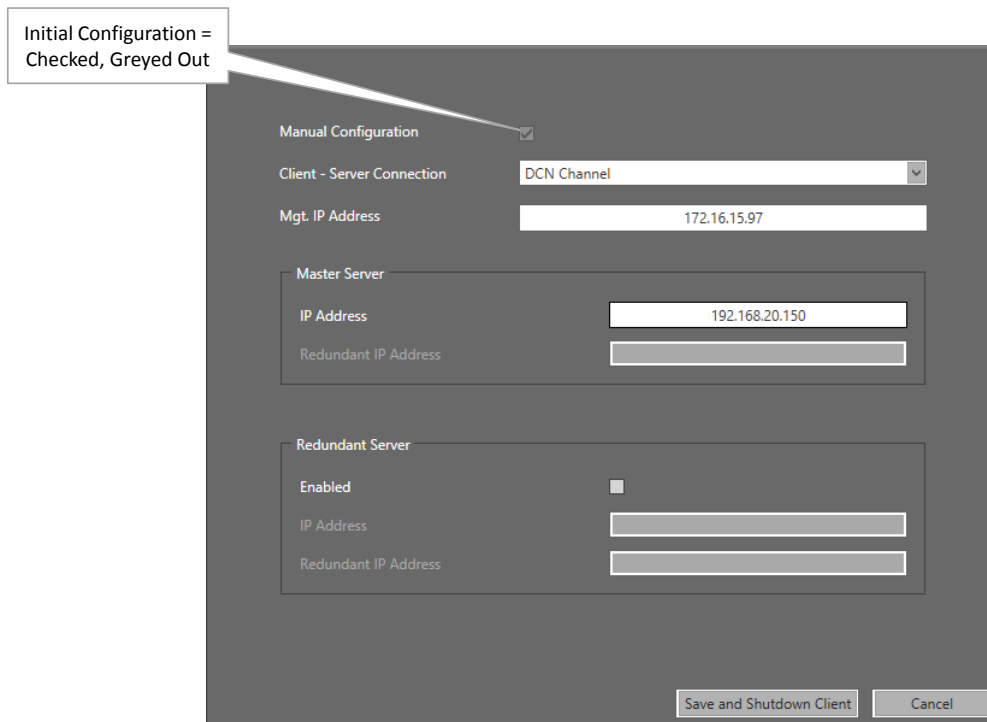 Initial Configuration =
Checked, Greyed Out
Manual Configuration
Client - Server Connection
DCN Channel
Mgt. IP Address
172.16.15.97
Master Server
IP Address
192.168.20.150
Redundant IP Address
Redundant Server
Enabled
IP Address
Redundant IP Address
Save and Shutdown Client
Cancel